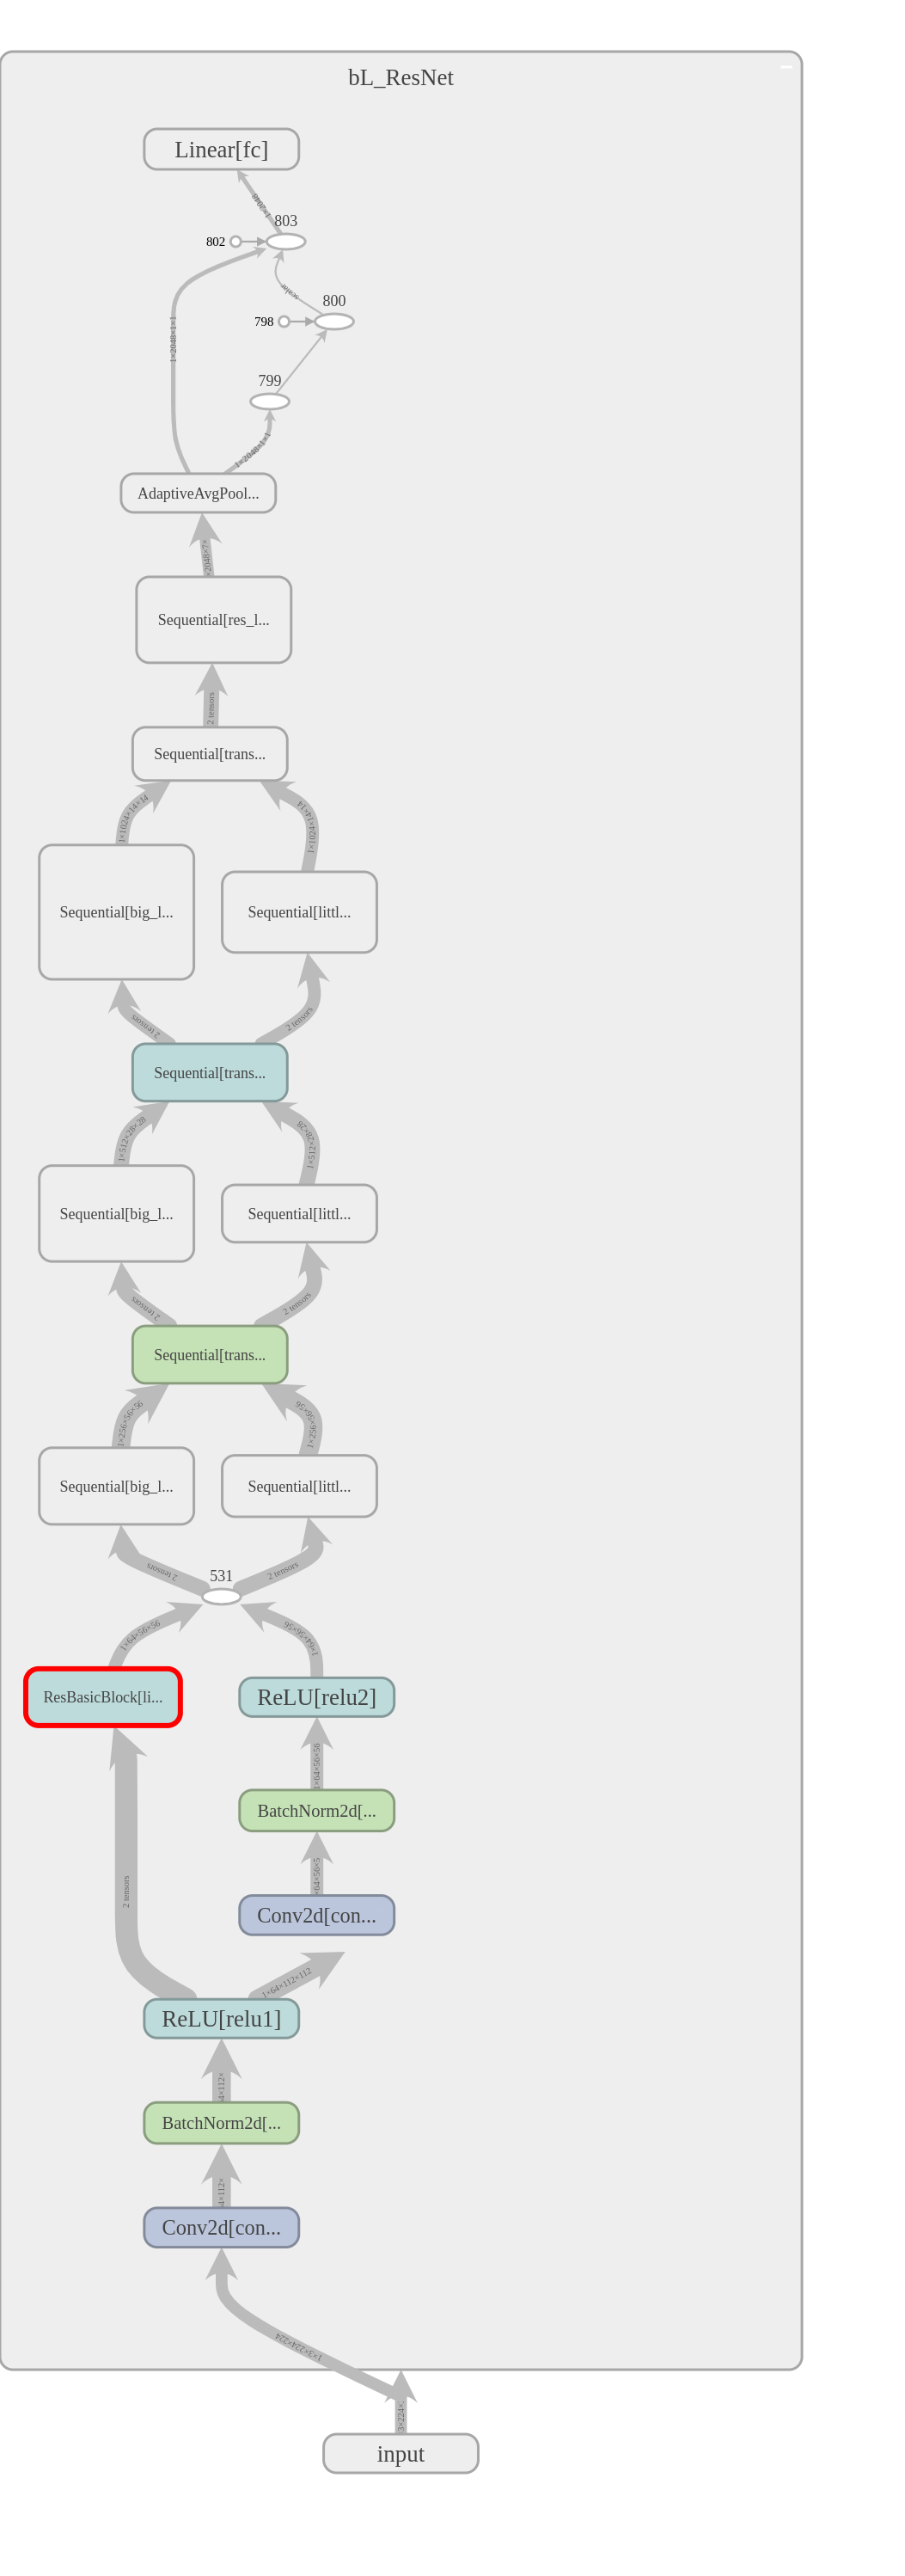 bL_ResNet
Linear[fc]
1×2048
803
802
scalar
800
798
1×2048×1×1
799
1×2048×1×1
AdaptiveAvgPool...
×2048×7×
Sequential[res_l...
2 tensors
Sequential[trans...
1×1024×14×14
1×1024×14×14
Sequential[big_l...
Sequential[littl...
2 tensors
2 tensors
Sequential[trans...
1×512×28×28
1×512×28×28
Sequential[big_l...
Sequential[littl...
2 tensors
2 tensors
Sequential[trans...
1×256×56×56
1×256×56×56
Sequential[big_l...
Sequential[littl...
531
2 tensors
2 tensors
1×64×56×56
1×64×56×56
ResBasicBlock[li...
ReLU[relu2]
1×64×56×56
BatchNorm2d[...
×64×56×5
2 tensors
Conv2d[con...
1×64×112×112
ReLU[relu1]
4×112×
BatchNorm2d[...
4×112×
Conv2d[con...
1×3×224×224
3×224×
input